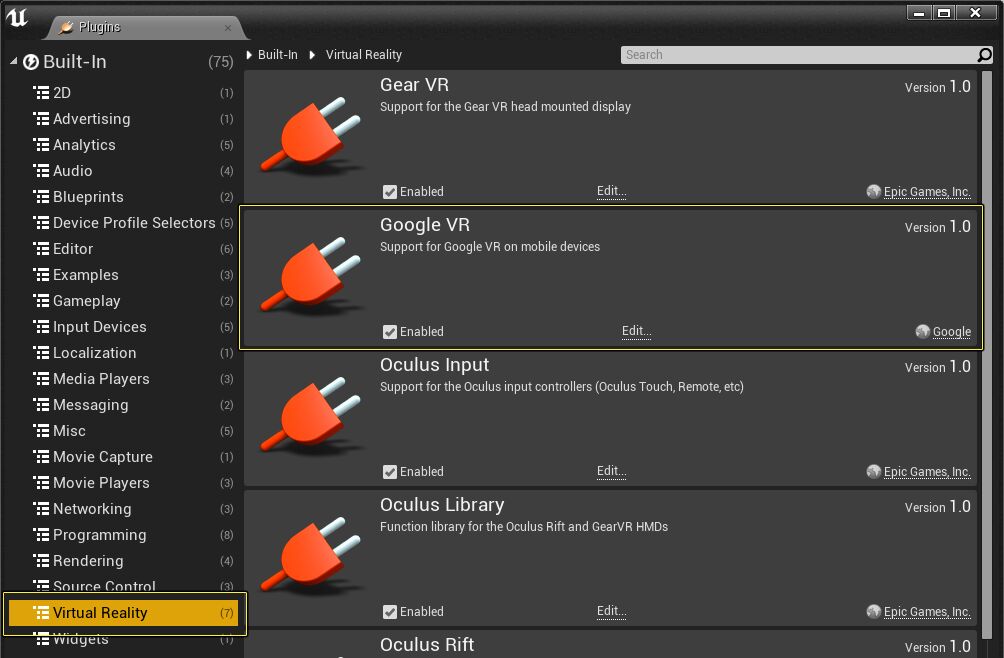 Plugins
Built-In (75)
2D (1)
Advertising (1)
Analytics (5)
Audio (4)
Blueprints (2)
Device Profile Selectors (5)
Editor (6)
Examples (3)
Gameplay (2)
Input Devices (5)
Localization (1)
Media Players (3)
Messaging (2)
Misc (5)
Movie Capture (1)
Movie Players (3)
Networking (3)
Programming (8)
Rendering (4)
Source Control (3)
Virtual Reality (7)
Widgets (1)
Built-In Virtual Reality
Search
Gear VR Version 1.0
Support for the Gear VR head mounted display
Enabled Edit... Epic Games, Inc.
Google VR Version 1.0
Support for Google VR on mobile devices
Enabled Edit... Google
Oculus Input Version 1.0
Support for the Oculus input controllers (Oculus Touch, Remote, etc)
Enabled Edit... Epic Games, Inc.
Oculus Library Version 1.0
Function library for the Oculus Rift and GearVR HMDs
Enabled Edit... Epic Games, Inc.
Oculus Rift Version 1.0